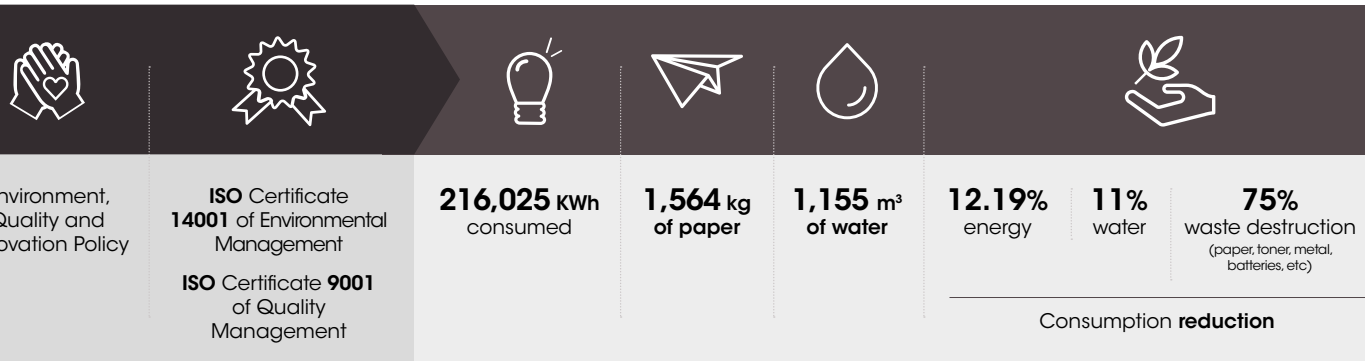 Quality and
Policy
ISO Certificate
14001 of Environmental
Management
ISO Certificate 9001
of Quality
Management
216,025 KWh
consumed
1,564 kg
of paper
1,155 m³
of water
12.19%
energy
11%
water
75%
waste destruction
(paper, toner, metal,
batteries, etc)
Consumption reduction